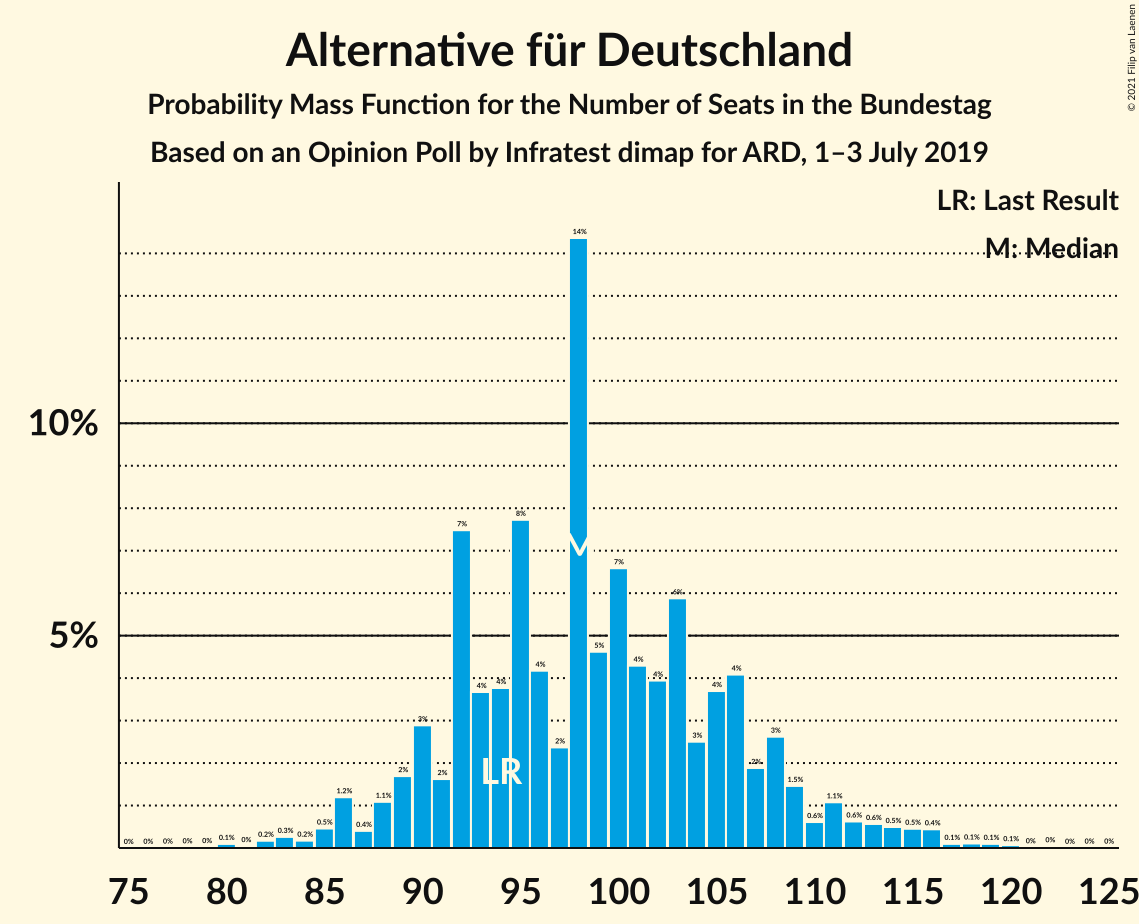 © 2021 Filip van Laenen
Alternative für Deutschland
Probability Mass Function for the Number of Seats in the Bundestag
Based on an Opinion Poll by Infratest dimap for ARD, 1–3 July 2019
LR: Last Result
M: Median
10%
5%
0% 0% 0% 0% 0% 0.1% 0% 0.2% 0.3% 0.2% 0.5% 1.2% 0.4% 1.1% 2% 3% 2% 7% 4% 4% 8% 4% 2% 14% 5% 7% 4% 4% 6% 3% 4% 4% 2% 3% 1.5% 0.6% 1.1% 0.6% 0.6% 0.5% 0.5% 0.4% 0.1% 0.1% 0.1% 0.1% 0% 0% 0% 0% 0%
M
LR
75 80 85 90 95 100 105 110 115 120 125